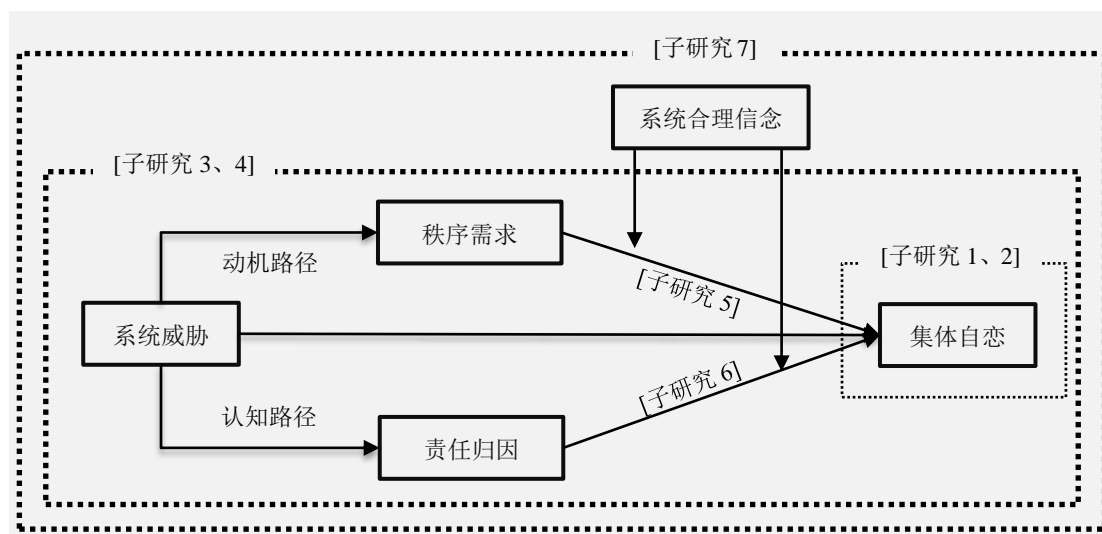 [子研究 7]
系统合理信念
[子研究 3、4]
秩序需求
动机路径
[子研究 1、2]
[子研究 5]
系统威胁
集体自恋
[子研究 6]
认知路径
责任归因